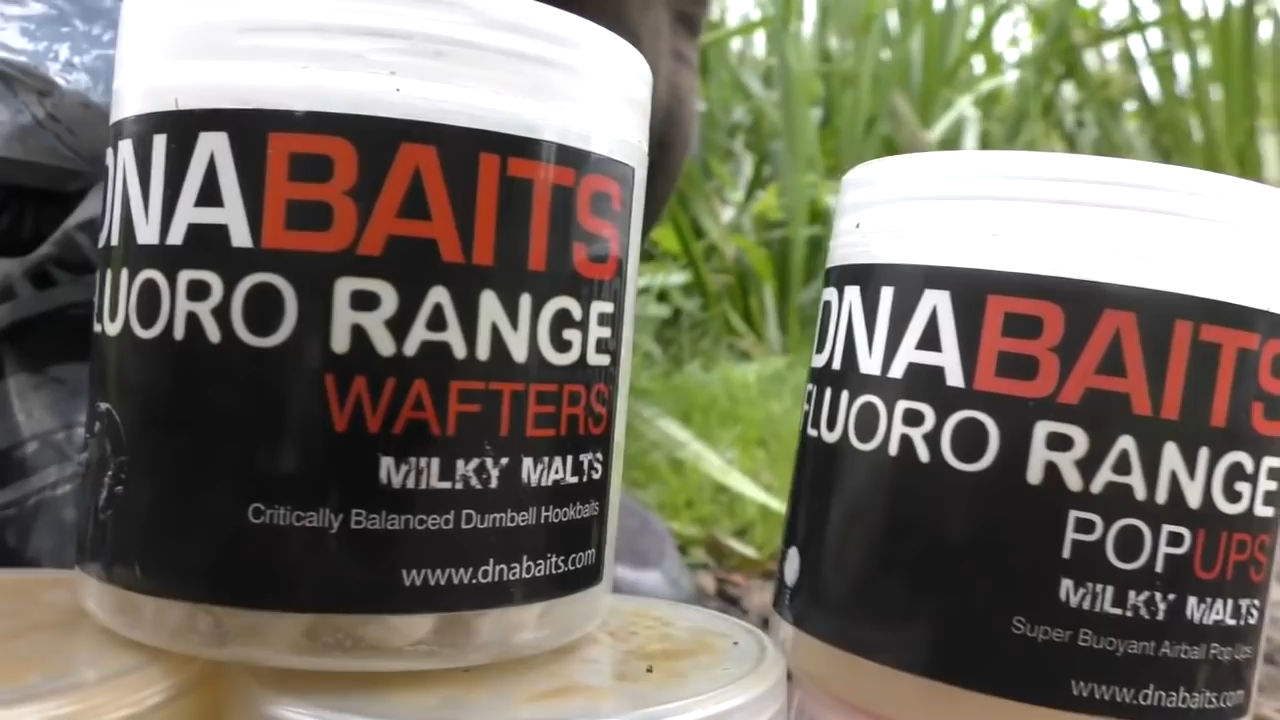 DNABAITS
FLUORO RANGE
WAFTERS
MILKY MALTS
Critically Balanced Dumbell Hookbaits
www.dnabaits.com
DNABAITS
FLUORO RANGE
POPUPS
MILKY MALTS
Super Buoyant Airball Pop Ups
www.dnabaits.com